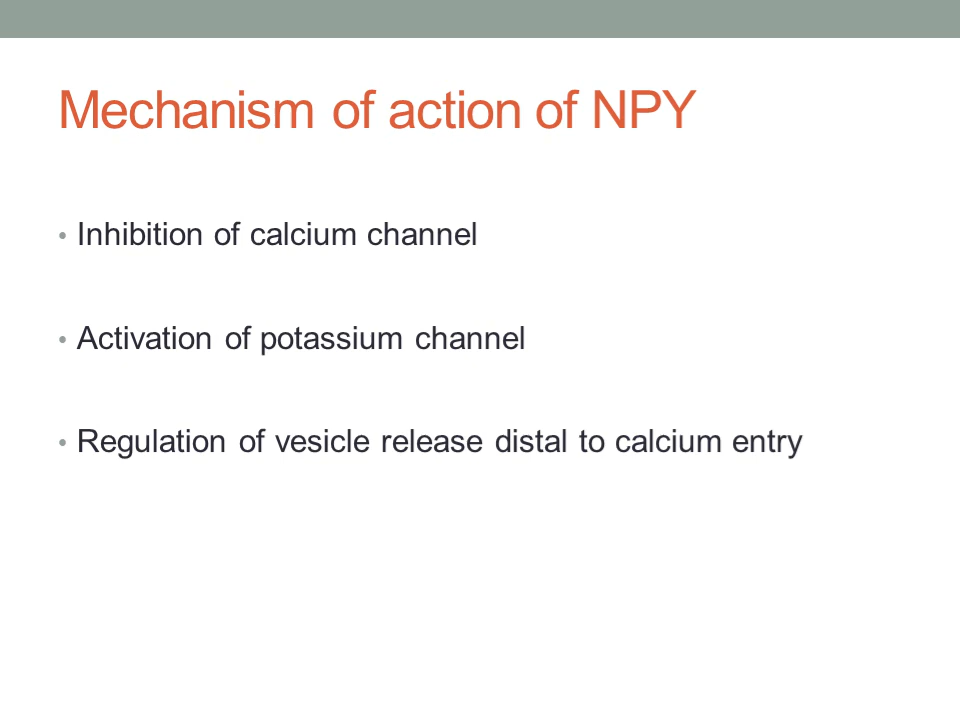 Mechanism of action of NPY
• Inhibition of calcium channel
• Activation of potassium channel
• Regulation of vesicle release distal to calcium entry